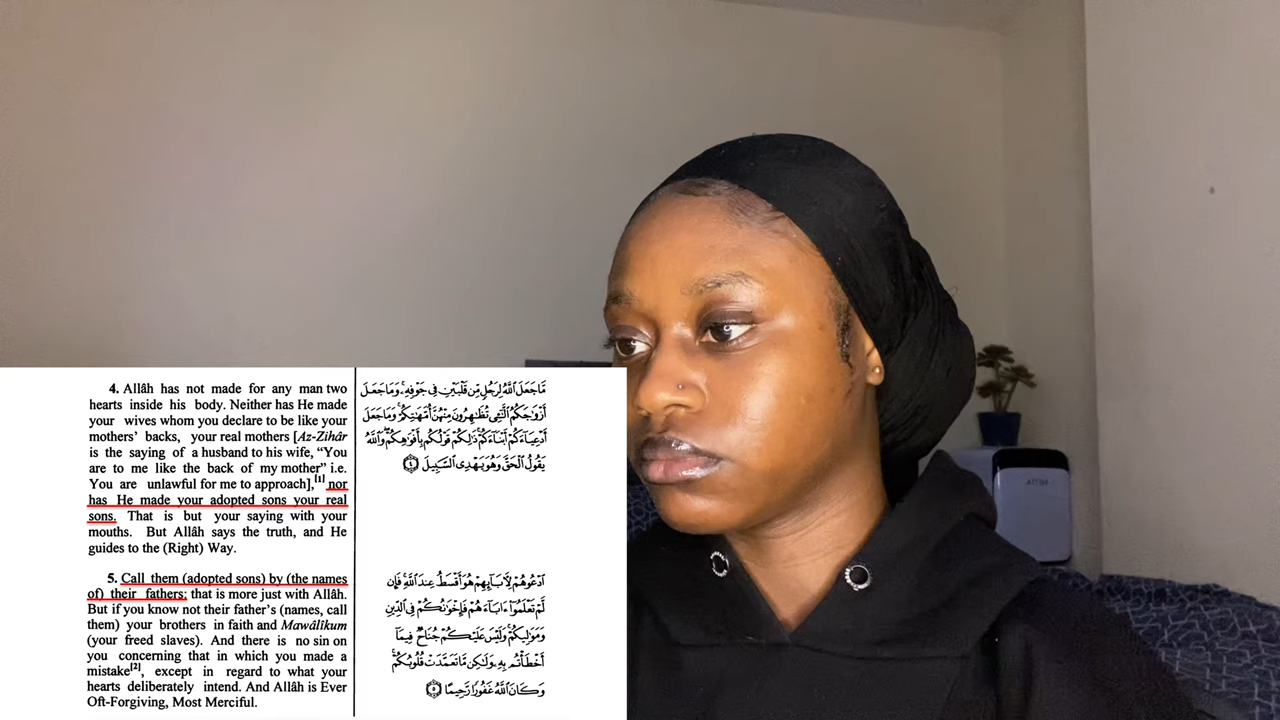 4. Allâh has not made for any man two
hearts inside his body. Neither has He made
your wives whom you declare to be like your
mothers' backs, your real mothers [Az-Zihâr
is the saying of a husband to his wife, "You
are to me like the back of my mother" i.e.
You are unlawful for me to approach],[1] nor
has He made your adopted sons your real
sons. That is but your saying with your
mouths. But Allâh says the truth, and He
guides to the (Right) Way.
مَّا جَعَلَ ٱللَّهُ لِرَجُلٍ مِّن قَلْبَيْنِ فِى جَوْفِهِۦ ۚ وَمَا جَعَلَ
أَزْوَٰجَكُمُ ٱلَّـٰٓـِٔى تُظَـٰهِرُونَ مِنْهُنَّ أُمَّهَـٰتِكُمْ ۚ وَمَا جَعَلَ
أَدْعِيَآءَكُمْ أَبْنَآءَكُمْ ۚ ذَٰلِكُمْ قَوْلُكُم بِأَفْوَٰهِكُمْ ۖ وَٱللَّهُ
يَقُولُ ٱلْحَقَّ وَهُوَ يَهْدِى ٱلسَّبِيلَ ٤
5. Call them (adopted sons) by (the names
of) their fathers; that is more just with Allâh.
But if you know not their father's (names, call
them) your brothers in faith and Mawâlîkum
(your freed slaves). And there is no sin on
you concerning that in which you made a
mistake[2], except in regard to what your
hearts deliberately intend. And Allâh is Ever
Oft-Forgiving, Most Merciful.
ٱدْعُوهُمْ لِـَٔابَآئِهِمْ هُوَ أَقْسَطُ عِندَ ٱللَّهِ ۚ فَإِن
لَّمْ تَعْلَمُوٓا۟ ءَابَآءَهُمْ فَإِخْوَٰنُكُمْ فِى ٱلدِّينِ
وَمَوَٰلِيكُمْ ۚ وَلَيْسَ عَلَيْكُمْ جُنَاحٌ فِيمَآ
أَخْطَأْتُم بِهِۦ وَلَـٰكِن مَّا تَعَمَّدَتْ قُلُوبُكُمْ ۚ
وَكَانَ ٱللَّهُ غَفُورًا رَّحِيمًا ٥